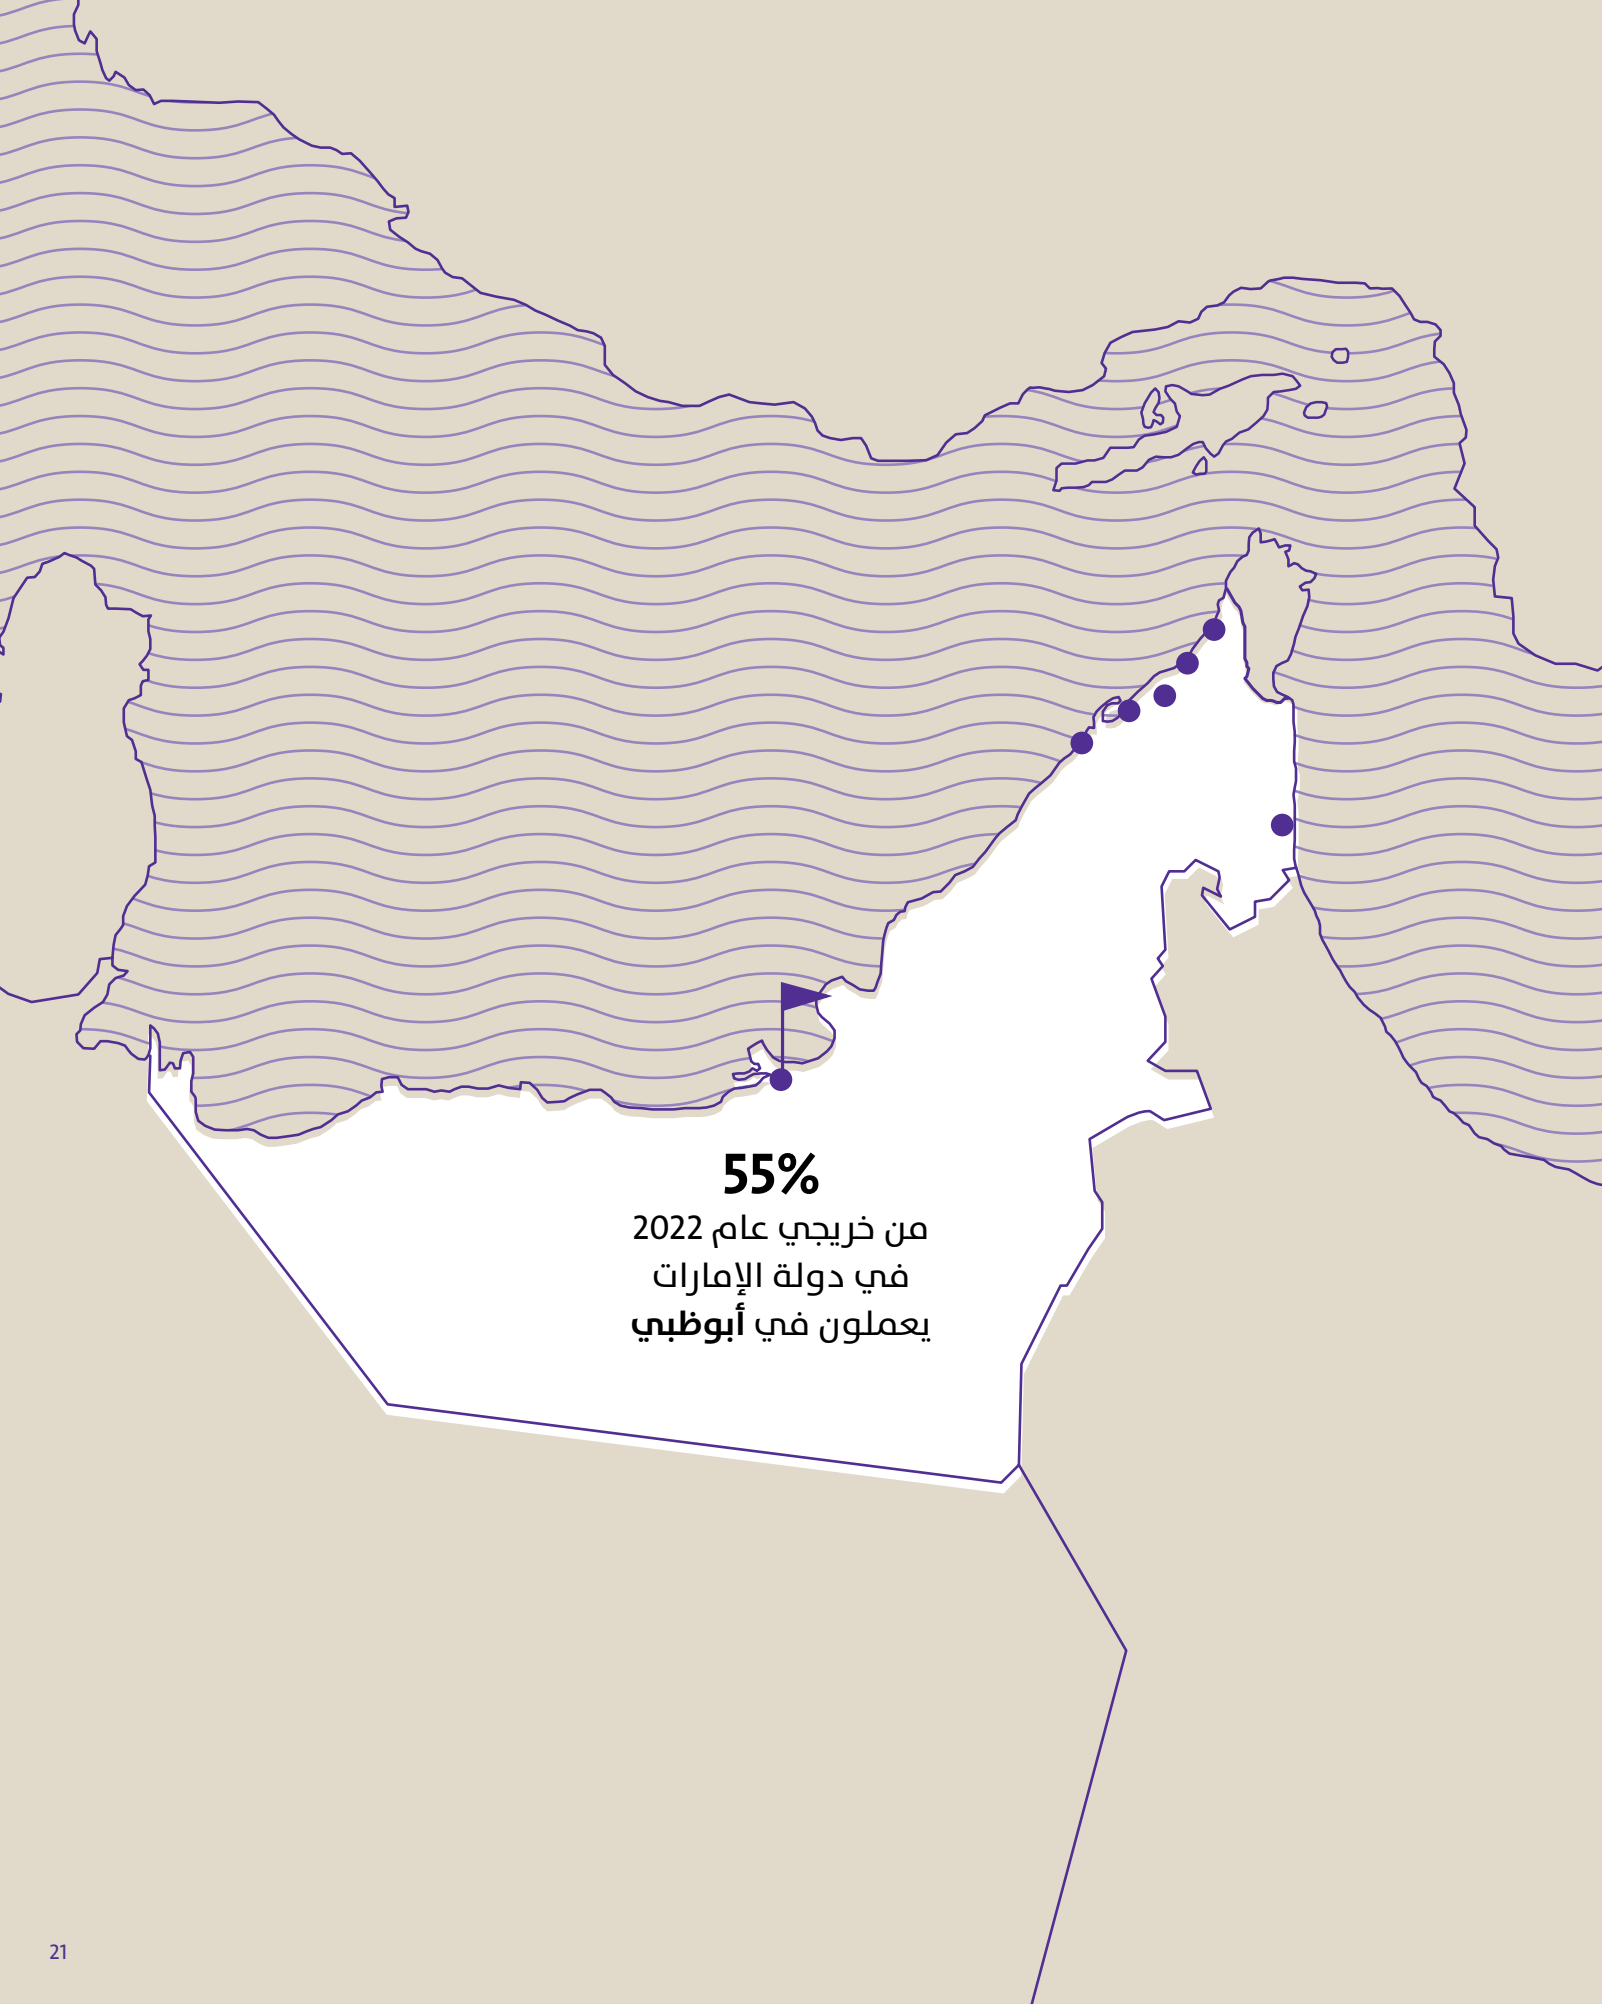 55%
من خريجي عام 2022
في دولة الإمارات
يعملون في أبوظبي
21